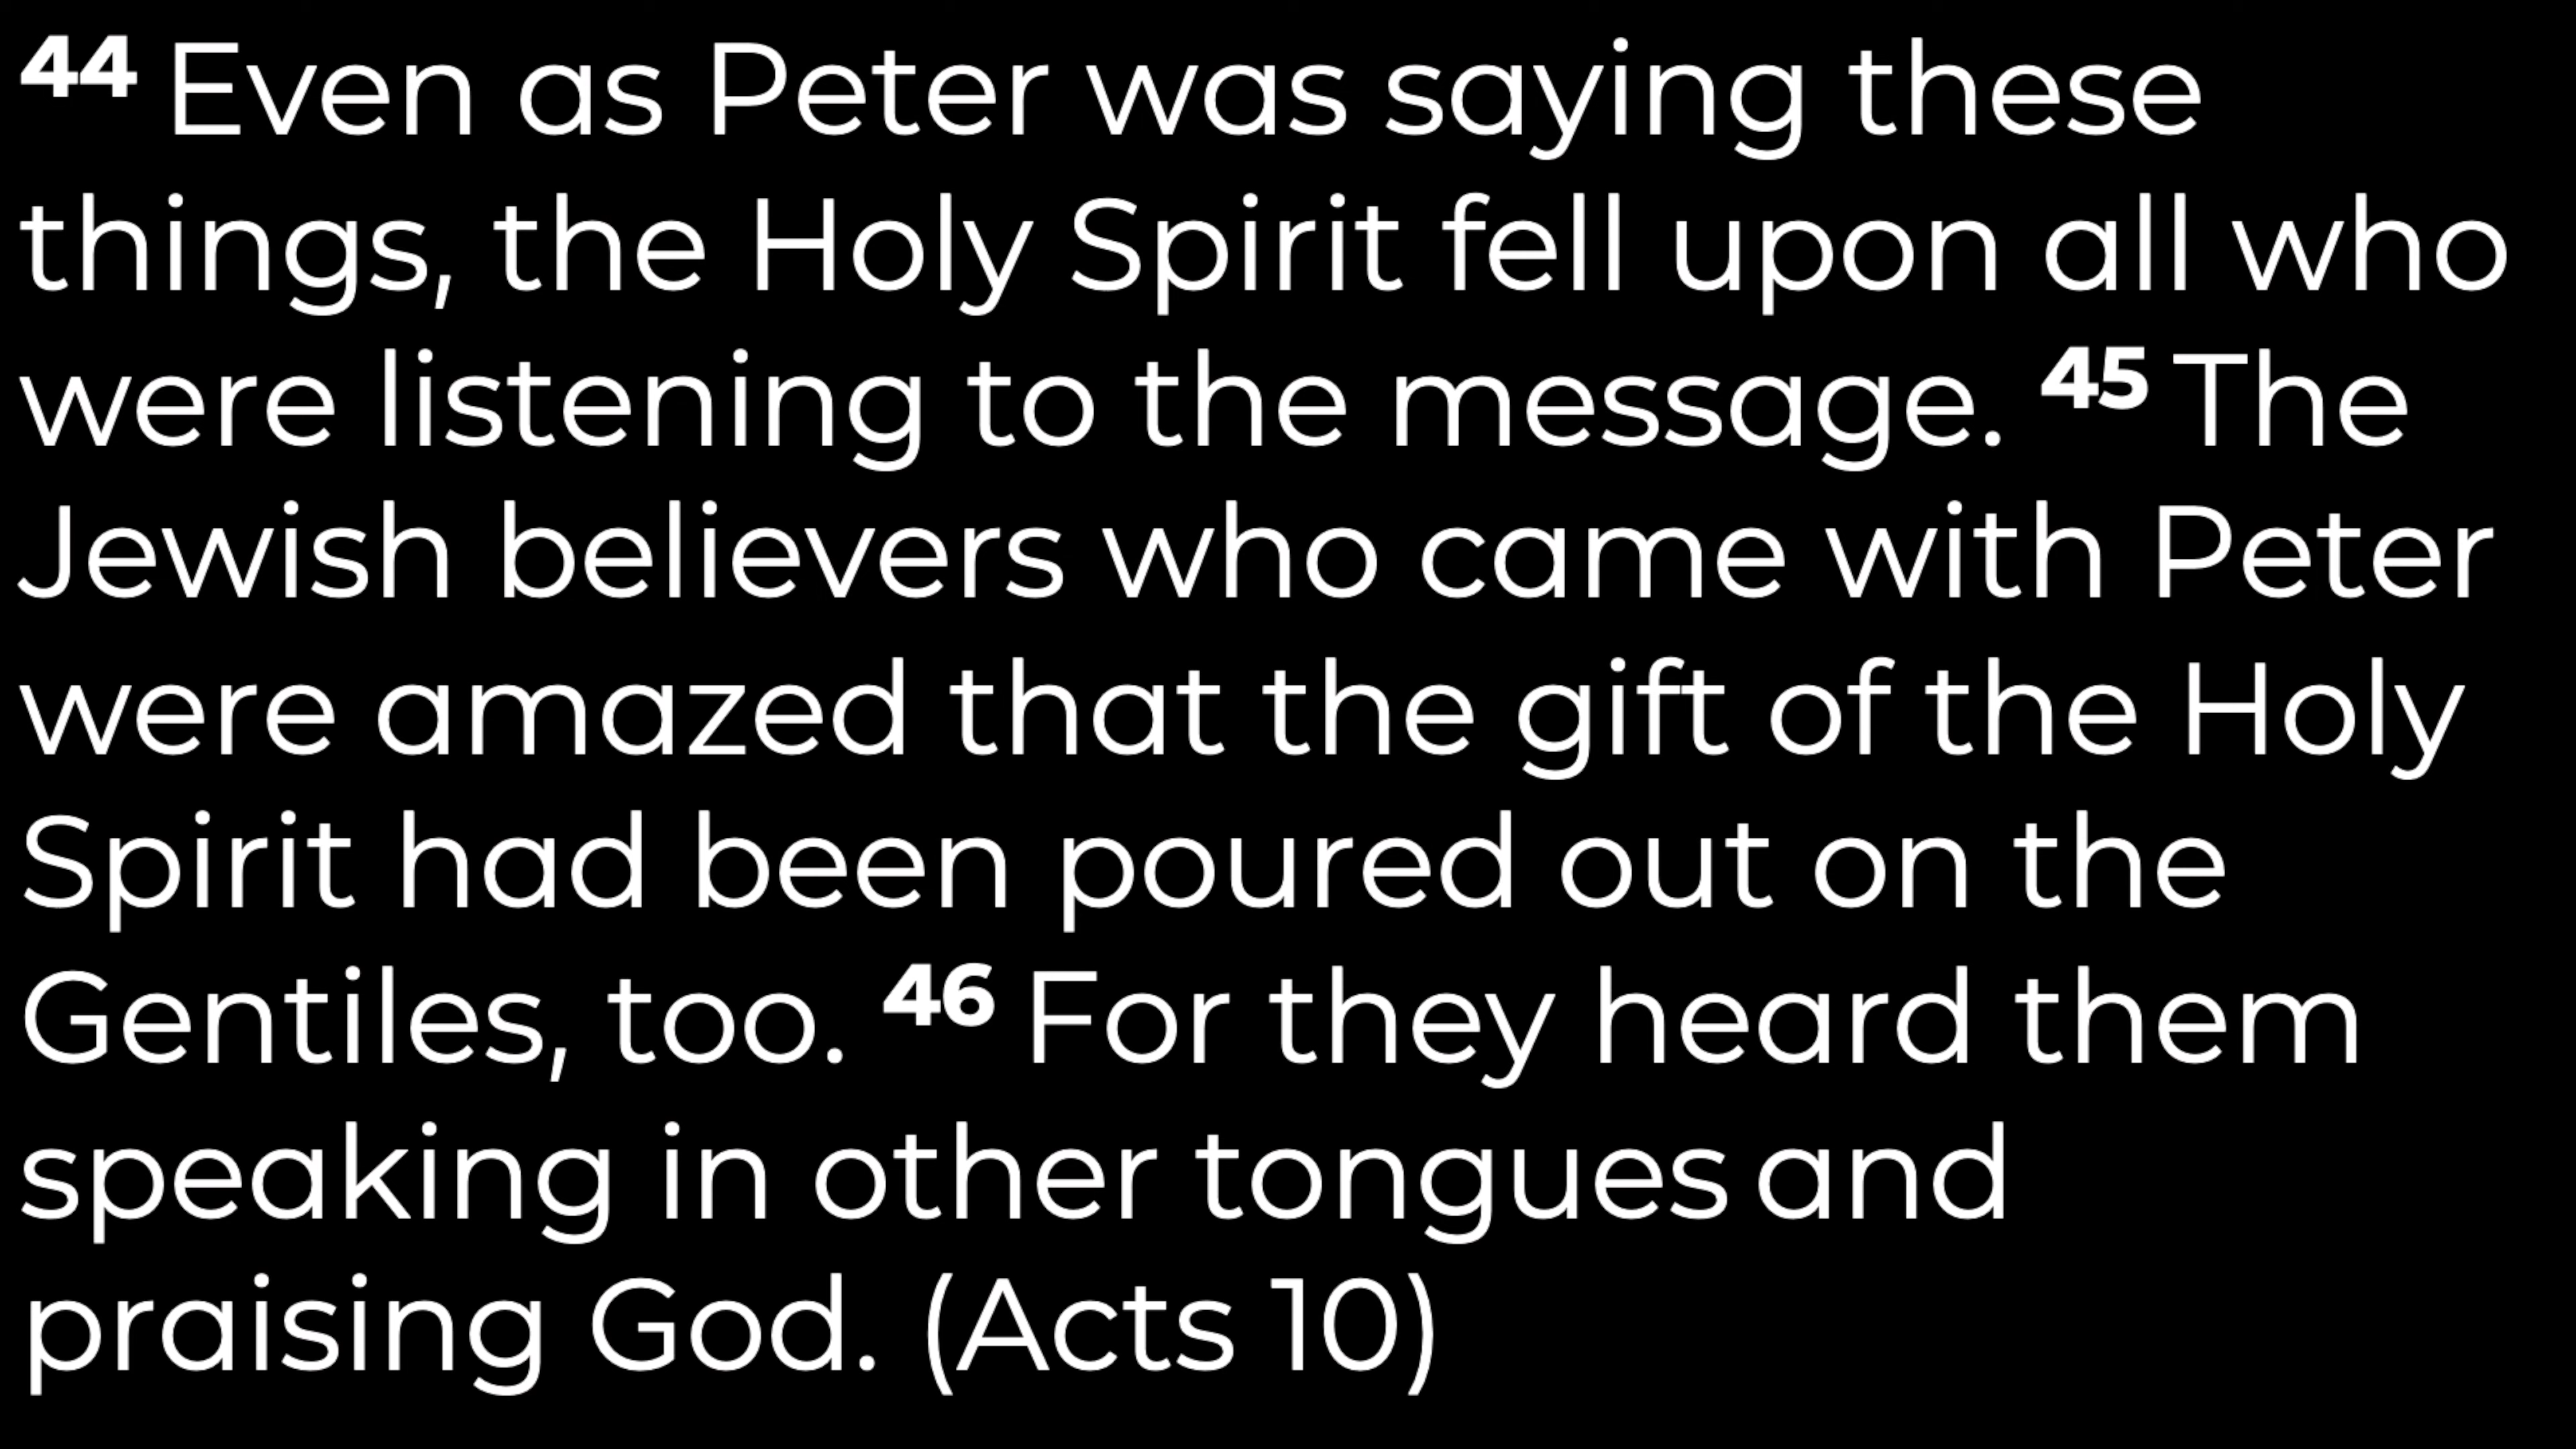 44 Even as Peter was saying these
things, the Holy Spirit fell upon all who
were listening to the message. 45 The
Jewish believers who came with Peter
were amazed that the gift of the Holy
Spirit had been poured out on the
Gentiles, too. 46 For they heard them
speaking in other tongues and
praising God. (Acts 10)